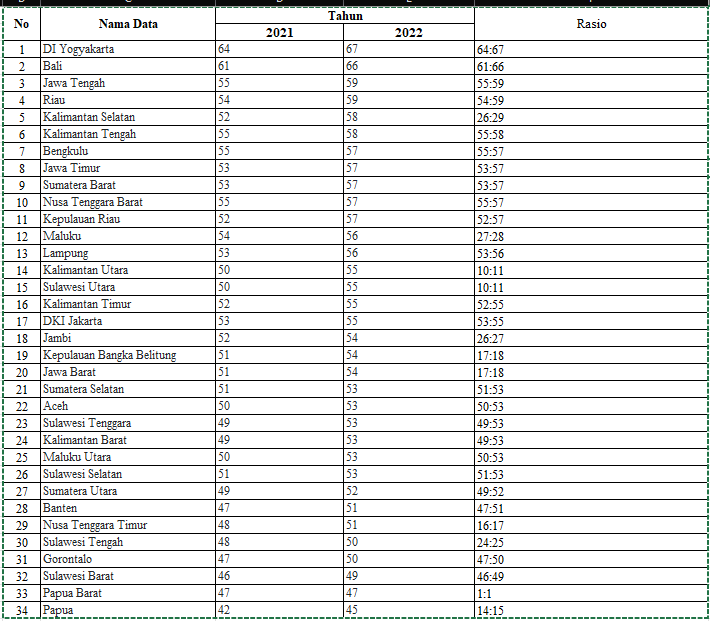 No Nama Data Tahun Rasio
2021 2022
1 DI Yogyakarta 64 67 64:67
2 Bali 61 66 61:66
3 Jawa Tengah 55 59 55:59
4 Riau 54 59 54:59
5 Kalimantan Selatan 52 58 26:29
6 Kalimantan Tengah 55 58 55:58
7 Bengkulu 55 57 55:57
8 Jawa Timur 53 57 53:57
9 Sumatera Barat 53 57 53:57
10 Nusa Tenggara Barat 55 57 55:57
11 Kepulauan Riau 52 57 52:57
12 Maluku 54 56 27:28
13 Lampung 53 56 53:56
14 Kalimantan Utara 50 55 10:11
15 Sulawesi Utara 50 55 10:11
16 Kalimantan Timur 52 55 52:55
17 DKI Jakarta 53 55 53:55
18 Jambi 52 54 26:27
19 Kepulauan Bangka Belitung 51 54 17:18
20 Jawa Barat 51 54 17:18
21 Sumatera Selatan 51 53 51:53
22 Aceh 50 53 50:53
23 Sulawesi Tenggara 49 53 49:53
24 Kalimantan Barat 49 53 49:53
25 Maluku Utara 50 53 50:53
26 Sulawesi Selatan 51 53 51:53
27 Sumatera Utara 49 52 49:52
28 Banten 47 51 47:51
29 Nusa Tenggara Timur 48 51 16:17
30 Sulawesi Tengah 48 50 24:25
31 Gorontalo 47 50 47:50
32 Sulawesi Barat 46 49 46:49
33 Papua Barat 47 47 1:1
34 Papua 42 45 14:15